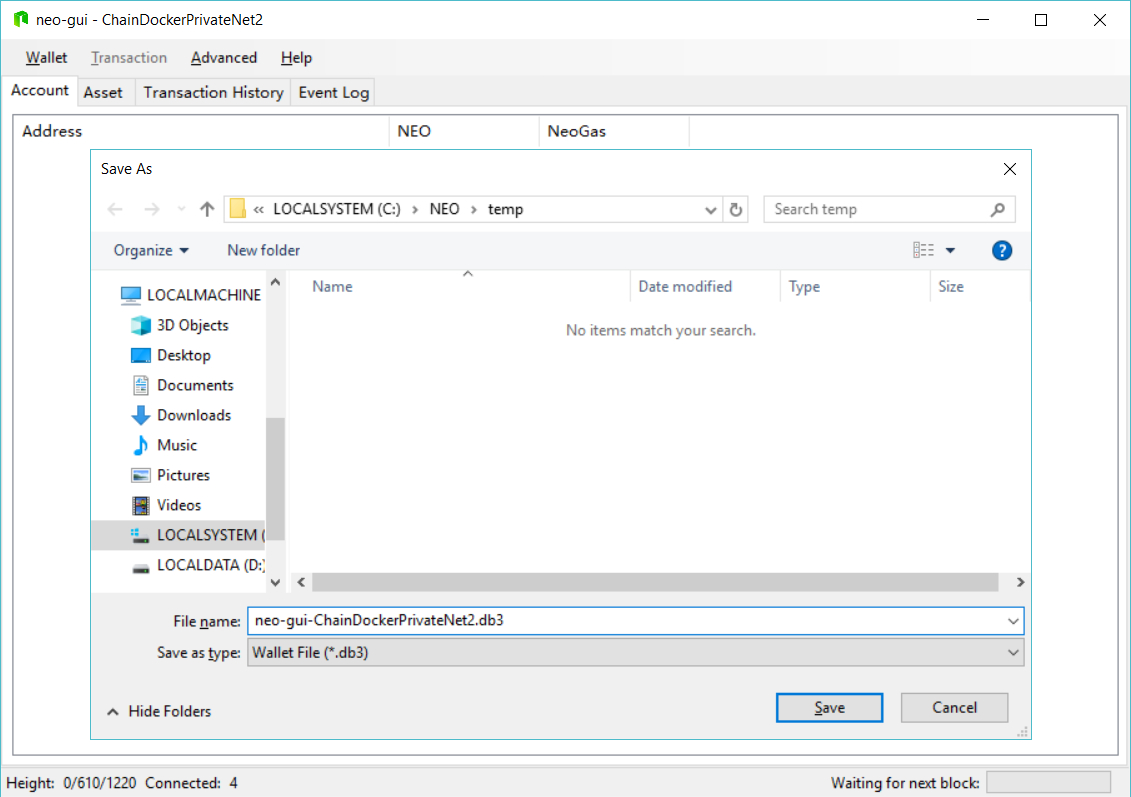 neo-gui - ChainDockerPrivateNet2
Wallet Transaction Advanced Help
Account Asset Transaction History Event Log
Address NEO NeoGas
Save As
« LOCALSYSTEM (C:) › NEO › temp Search temp
Organize New folder ?
Name Date modified Type Size
No items match your search.
LOCALMACHINE
3D Objects
Desktop
Documents
Downloads
Music
Pictures
Videos
LOCALSYSTEM (
LOCALDATA (D:)
File name: neo-gui-ChainDockerPrivateNet2.db3
Save as type: Wallet File (*.db3)
Hide Folders Save Cancel
Height: 0/610/1220 Connected: 4 Waiting for next block: